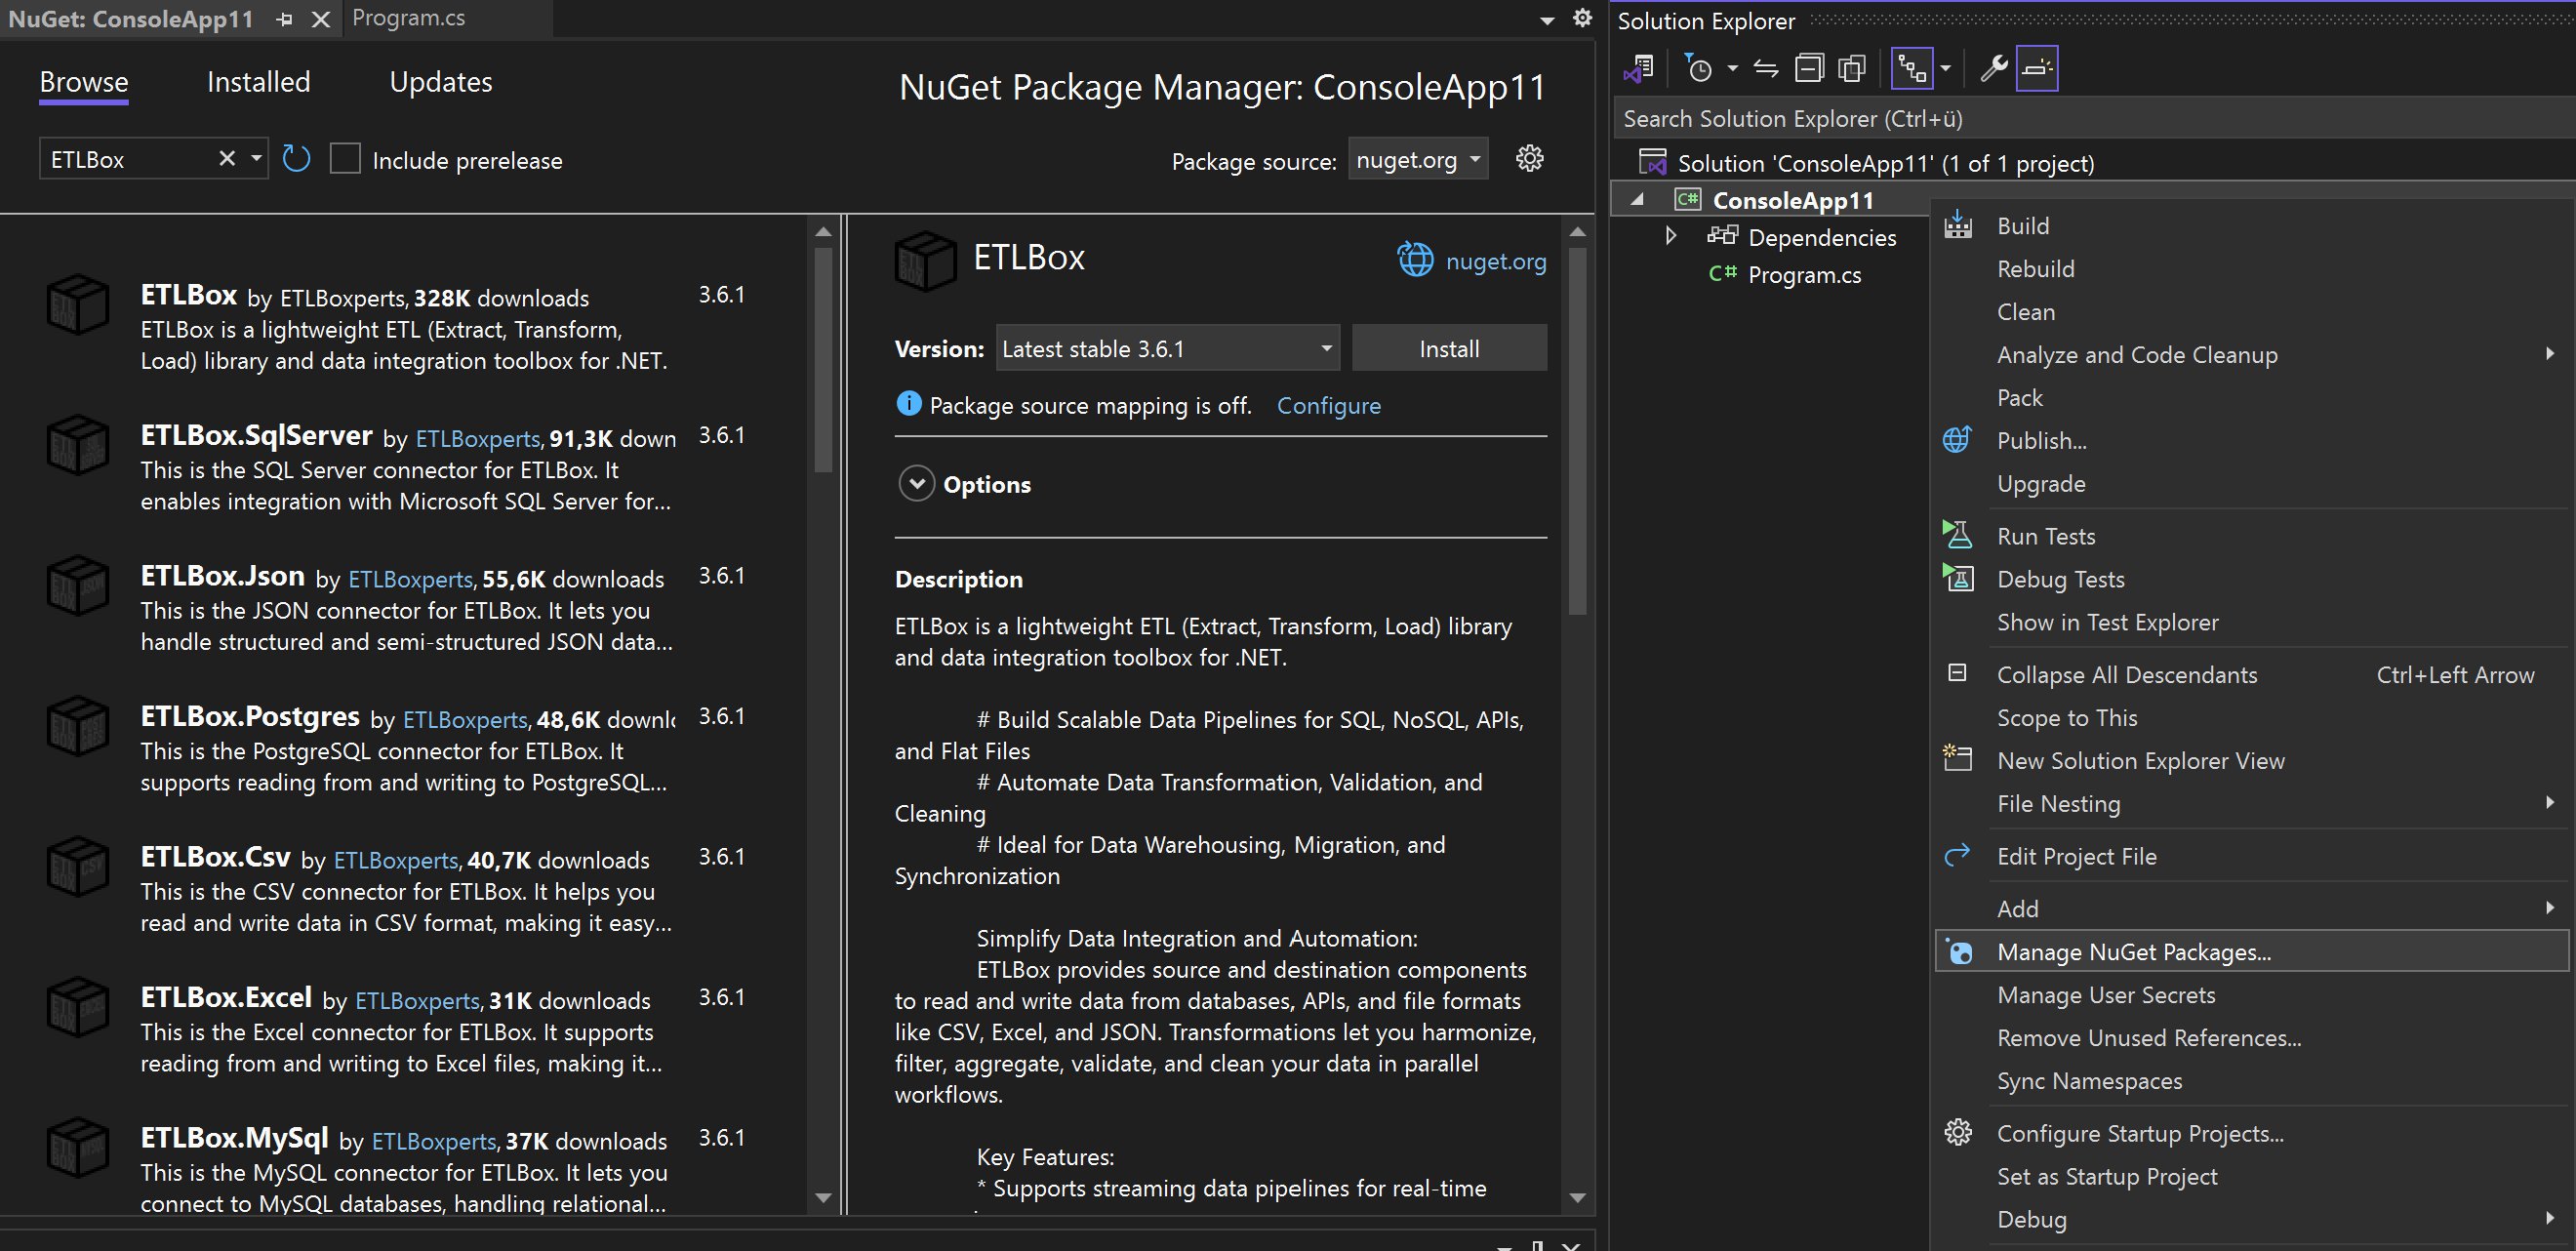 NuGet: ConsoleApp11
Program.cs
Browse
Installed
Updates
NuGet Package Manager: ConsoleApp11
ETLBox
Include prerelease
Package source: nuget.org
ETLBox by ETLBoxperts, 328K downloads 3.6.1
ETLBox is a lightweight ETL (Extract, Transform,
Load) library and data integration toolbox for .NET.
ETLBox.SqlServer by ETLBoxperts, 91,3K down 3.6.1
This is the SQL Server connector for ETLBox. It
enables integration with Microsoft SQL Server for...
ETLBox.Json by ETLBoxperts, 55,6K downloads 3.6.1
This is the JSON connector for ETLBox. It lets you
handle structured and semi-structured JSON data...
ETLBox.Postgres by ETLBoxperts, 48,6K downl 3.6.1
This is the PostgreSQL connector for ETLBox. It
supports reading from and writing to PostgreSQL...
ETLBox.Csv by ETLBoxperts, 40,7K downloads 3.6.1
This is the CSV connector for ETLBox. It helps you
read and write data in CSV format, making it easy...
ETLBox.Excel by ETLBoxperts, 31K downloads 3.6.1
This is the Excel connector for ETLBox. It supports
reading from and writing to Excel files, making it...
ETLBox.MySql by ETLBoxperts, 37K downloads 3.6.1
This is the MySQL connector for ETLBox. It lets you
connect to MySQL databases, handling relational...
ETLBox
nuget.org
Version: Latest stable 3.6.1
Install
Package source mapping is off. Configure
Options
Description
ETLBox is a lightweight ETL (Extract, Transform, Load) library
and data integration toolbox for .NET.
# Build Scalable Data Pipelines for SQL, NoSQL, APIs,
and Flat Files
# Automate Data Transformation, Validation, and
Cleaning
# Ideal for Data Warehousing, Migration, and
Synchronization
Simplify Data Integration and Automation:
ETLBox provides source and destination components
to read and write data from databases, APIs, and file formats
like CSV, Excel, and JSON. Transformations let you harmonize,
filter, aggregate, validate, and clean your data in parallel
workflows.
Key Features:
* Supports streaming data pipelines for real-time
Solution Explorer
Search Solution Explorer (Ctrl+ü)
Solution 'ConsoleApp11' (1 of 1 project)
C# ConsoleApp11
Dependencies
C# Program.cs
Build
Rebuild
Clean
Analyze and Code Cleanup
Pack
Publish...
Upgrade
Run Tests
Debug Tests
Show in Test Explorer
Collapse All Descendants Ctrl+Left Arrow
Scope to This
New Solution Explorer View
File Nesting
Edit Project File
Add
Manage NuGet Packages...
Manage User Secrets
Remove Unused References...
Sync Namespaces
Configure Startup Projects...
Set as Startup Project
Debug